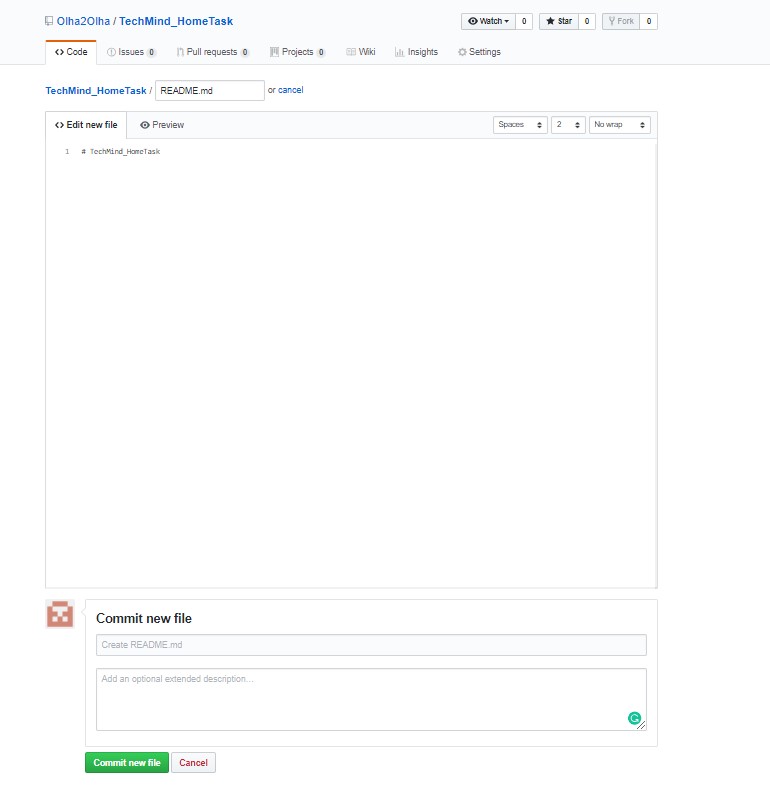 Olha2Olha / TechMind_HomeTask
Watch 0 Star 0 Fork 0
Code Issues 0 Pull requests 0 Projects 0 Wiki Insights Settings
TechMind_HomeTask / README.md or cancel
<> Edit new file Preview Spaces 2 No wrap
1 # TechMind_HomeTask
Commit new file
Create README.md
Add an optional extended description...
Commit new file Cancel